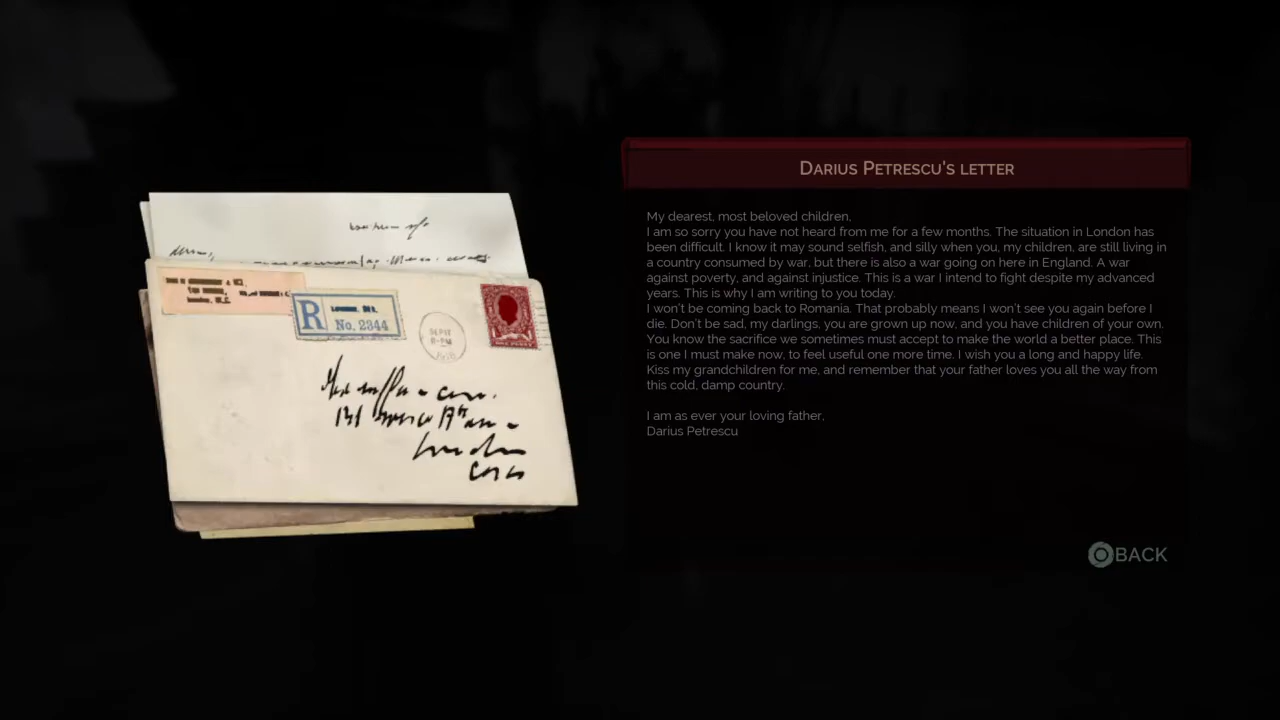 DARIUS PETRESCU'S LETTER
My dearest, most beloved children,
I am so sorry you have not heard from me for a few months. The situation in London has
been difficult. I know it may sound selfish, and silly when you, my children, are still living in
a country consumed by war, but there is also a war going on here in England. A war
against poverty, and against injustice. This is a war I intend to fight despite my advanced
years. This is why I am writing to you today.
I won't be coming back to Romania. That probably means I won't see you again before I
die. Don't be sad, my darlings, you are grown up now, and you have children of your own.
You know the sacrifice we sometimes must accept to make the world a better place. This
is one I must make now, to feel useful one more time. I wish you a long and happy life.
Kiss my grandchildren for me, and remember that your father loves you all the way from
this cold, damp country.
I am as ever your loving father,
Darius Petrescu
R
No. 2344
SEP 17
8-PM
London
BACK